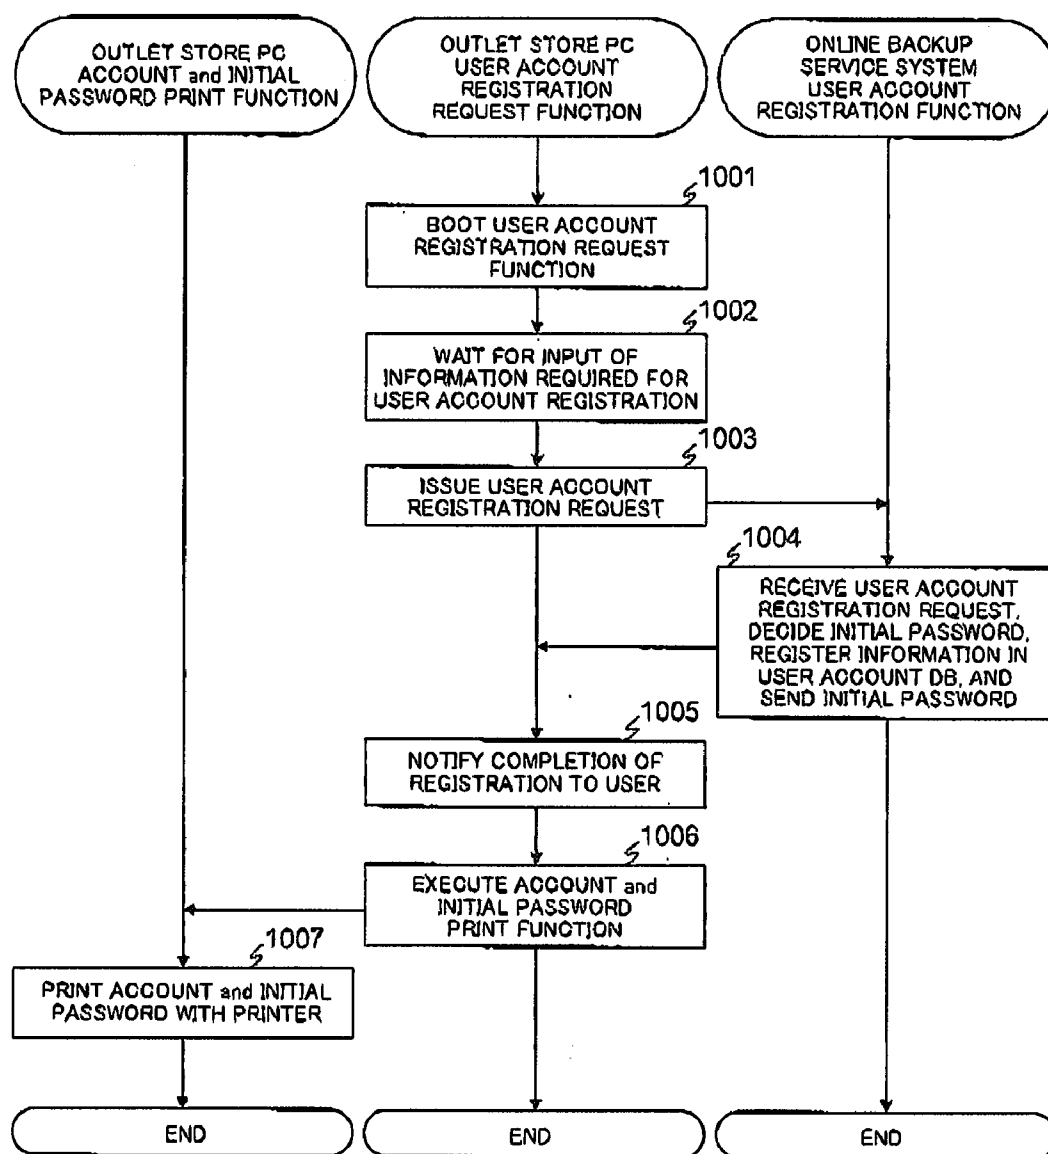 OUTLET STORE PC
ACCOUNT and INITIAL
PASSWORD PRINT FUNCTION
OUTLET STORE PC
USER ACCOUNT
REGISTRATION
REQUEST FUNCTION
ONLINE BACKUP
SERVICE SYSTEM
USER ACCOUNT
REGISTRATION FUNCTION
1001
BOOT USER ACCOUNT
REGISTRATION REQUEST
FUNCTION
1002
WAIT FOR INPUT OF
INFORMATION REQUIRED FOR
USER ACCOUNT REGISTRATION
1003
ISSUE USER ACCOUNT
REGISTRATION REQUEST
1004
RECEIVE USER ACCOUNT
REGISTRATION REQUEST,
DECIDE INITIAL PASSWORD,
REGISTER INFORMATION IN
USER ACCOUNT DB, AND
SEND INITIAL PASSWORD
1005
NOTIFY COMPLETION OF
REGISTRATION TO USER
1006
EXECUTE ACCOUNT and
INITIAL PASSWORD
PRINT FUNCTION
1007
PRINT ACCOUNT and INITIAL
PASSWORD WITH PRINTER
END
END
END